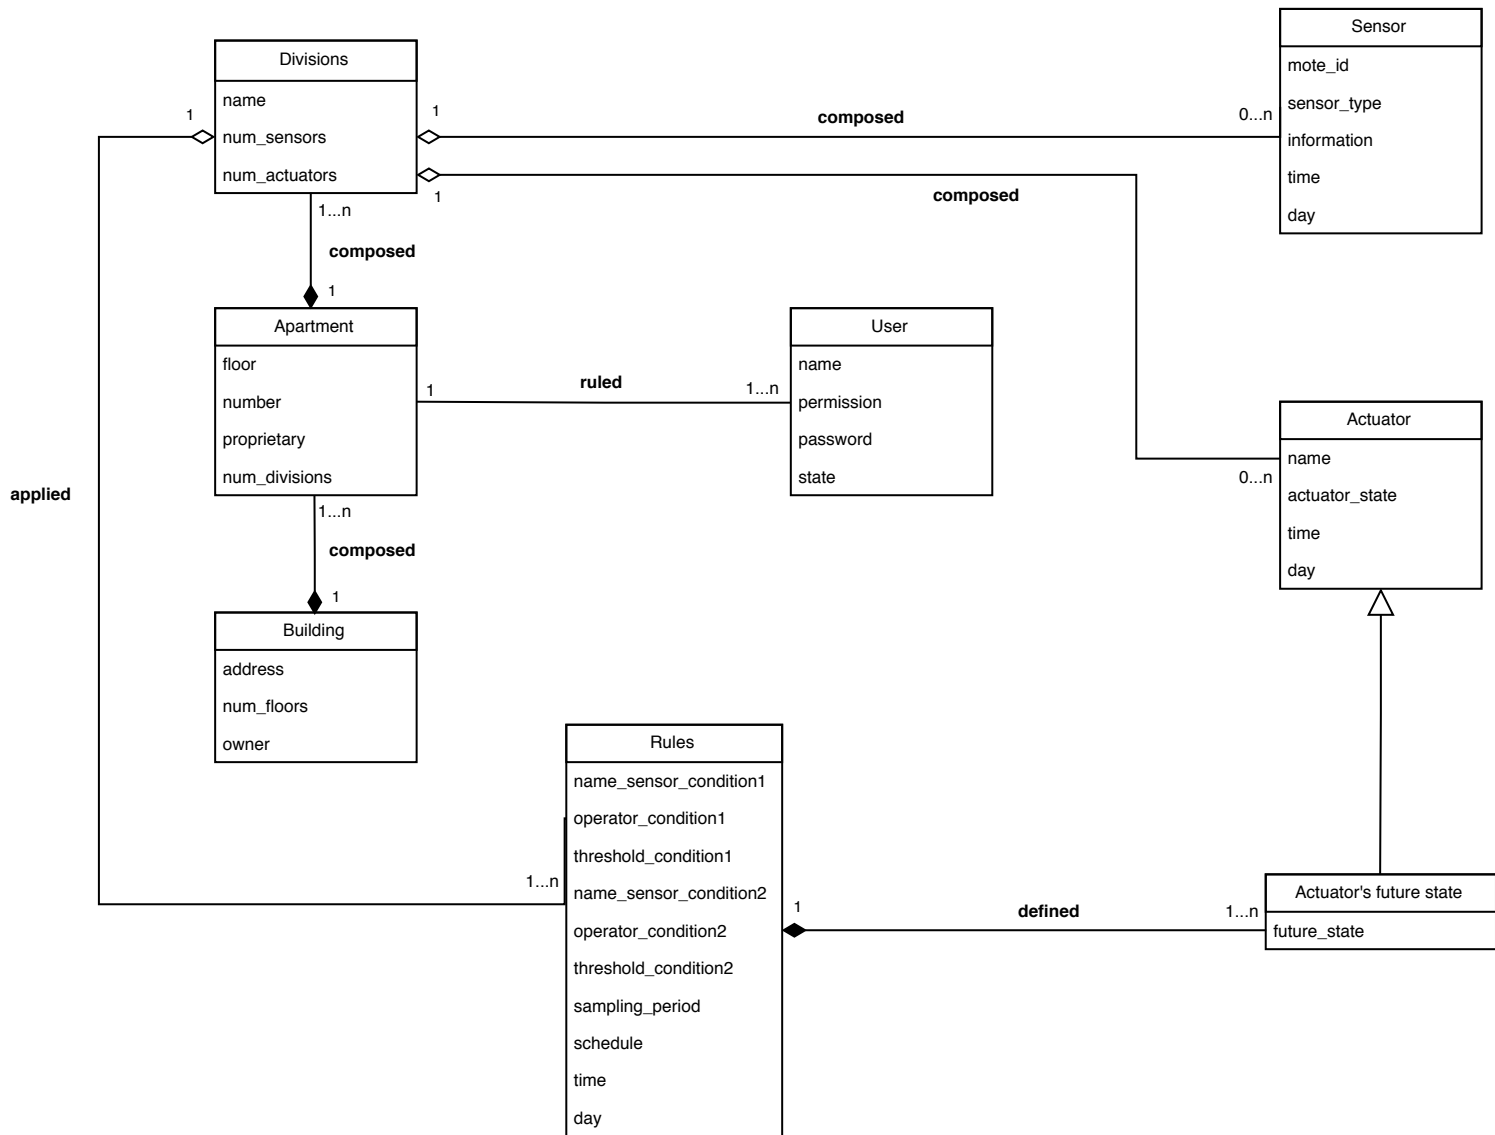 Sensor
mote_id
sensor_type
information
time
day
Divisions
name
num_sensors
num_actuators
1
1
composed
0...n
1
composed
1...n
composed
1
Apartment
floor
number
proprietary
num_divisions
1
ruled
1...n
User
name
permission
password
state
Actuator
name
actuator_state
time
day
0...n
applied
1...n
composed
1
Building
address
num_floors
owner
Rules
name_sensor_condition1
operator_condition1
threshold_condition1
name_sensor_condition2
operator_condition2
threshold_condition2
sampling_period
schedule
time
day
1...n
1
defined
1...n
Actuator's future state
future_state